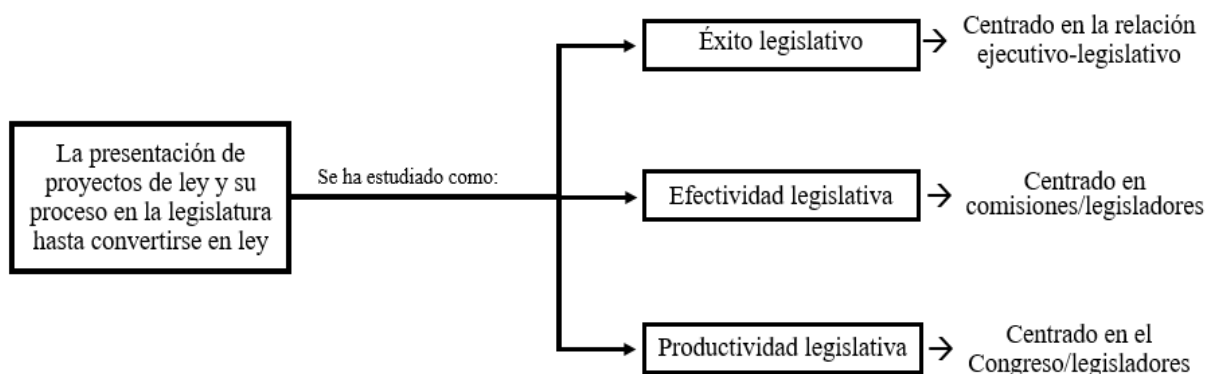 La presentación de
proyectos de ley y su
proceso en la legislatura
hasta convertirse en ley
Se ha estudiado como:
Éxito legislativo
Centrado en la relación
ejecutivo-legislativo
Efectividad legislativa
Centrado en
comisiones/legisladores
Productividad legislativa
Centrado en el
Congreso/legisladores